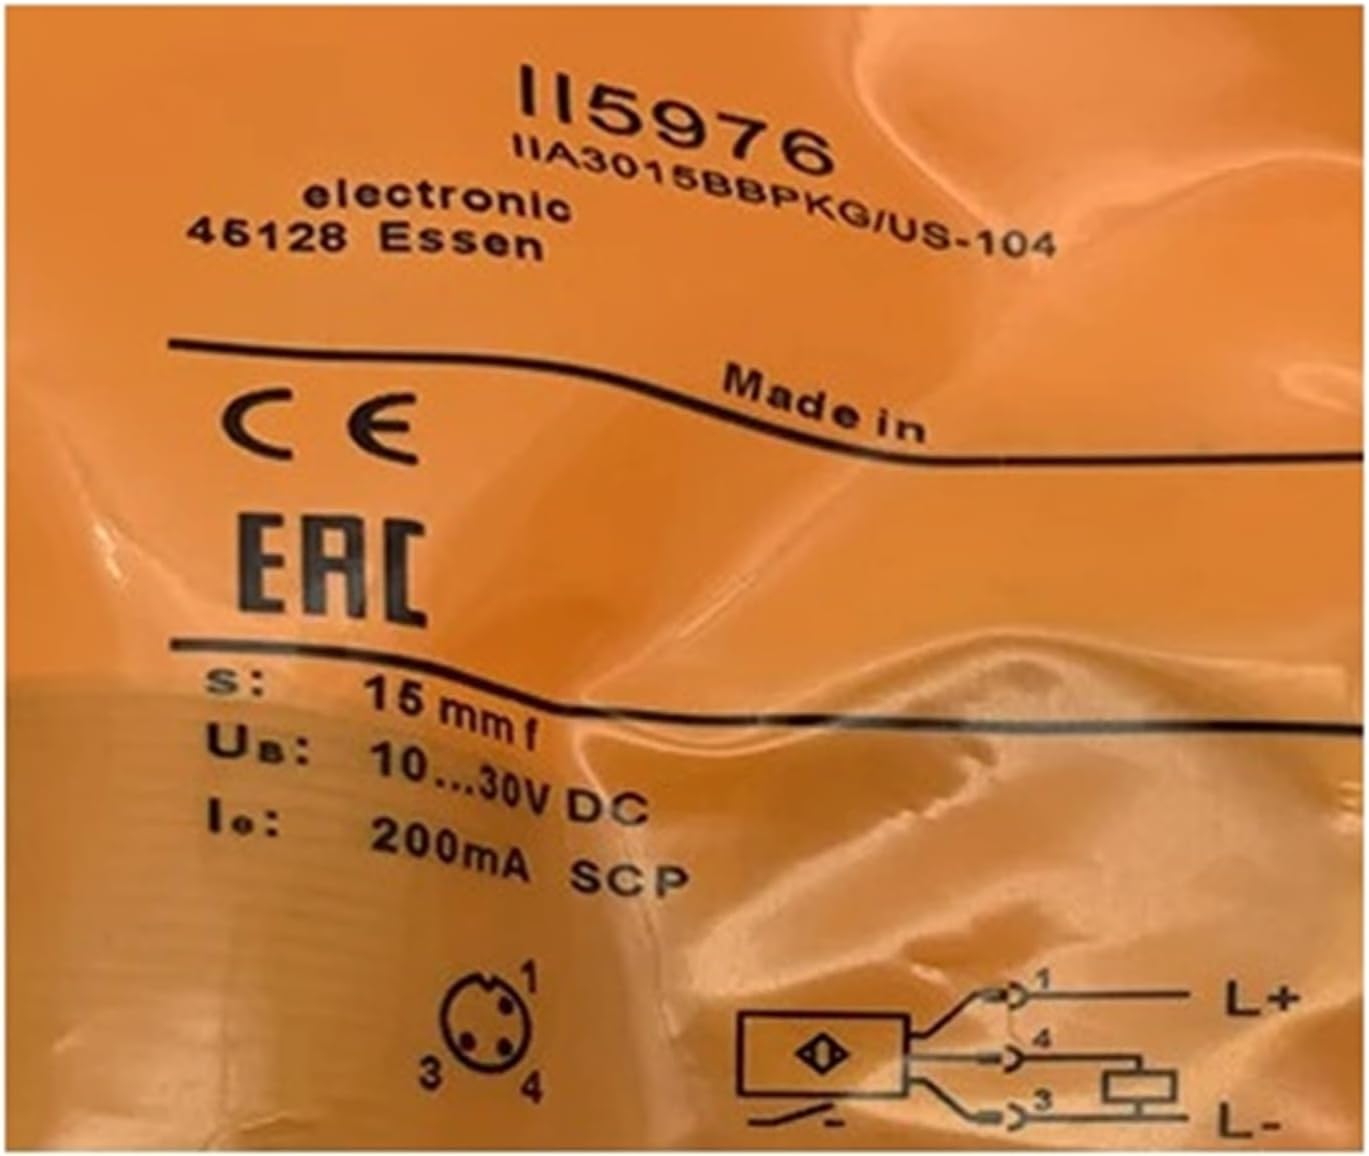 II5976
IIA3015BBPKG/US-104
electronic
45128 Essen
Made in
CE
EAC
s: 15 mm f
UB: 10...30V DC
Ie: 200mA SCP
1
3 4
1 L+
4
3 L-